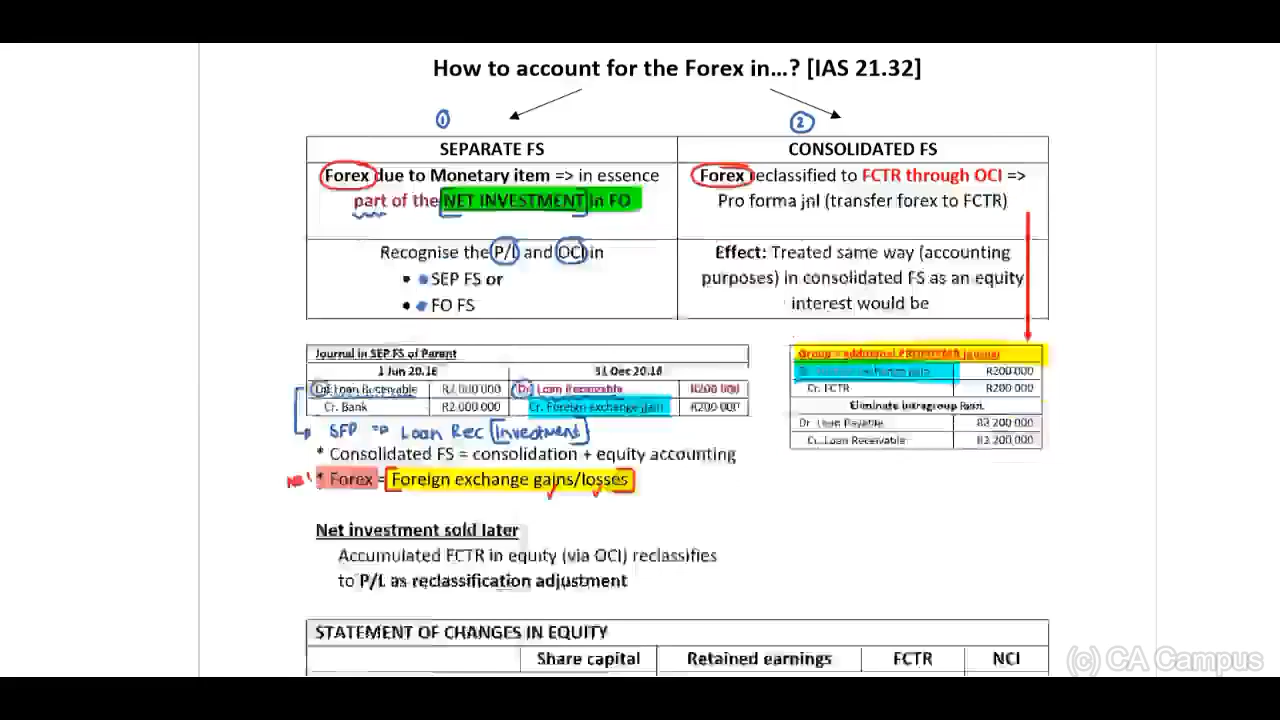 How to account for the Forex in...? [IAS 21.32]
1
2
SEPARATE FS
Forex due to Monetary item => in essence
part of the NET INVESTMENT in FO
Recognise the P/L and OCI in
• SEP FS or
• FO FS
CONSOLIDATED FS
Forex reclassified to FCTR through OCI =>
Pro forma jnl (transfer forex to FCTR)
Effect: Treated same way (accounting
purposes) in consolidated FS as an equity
interest would be
Journal in SEP FS of Parent
1 Jun 20.16 31 Dec 20.16
Dr. Loan Receivable R2 000 000 Dr. Loan Receivable R200 000
Cr. Bank R2 000 000 Cr. Foreign exchange gain R200 000
SFP => Loan Rec [Investment]
* Consolidated FS = consolidation + equity accounting
NB! * Forex = Foreign exchange gains/losses
Group = additional journal
R200 000
Cr. FCTR R200 000
Eliminate intragroup
Dr. Loan Payable 200 000
Cr. Loan Receivable 200 000
Net investment sold later
Accumulated FCTR in equity (via OCI) reclassifies
to P/L as reclassification adjustment
STATEMENT OF CHANGES IN EQUITY
Share capital Retained earnings FCTR NCI
(c) CA Campus